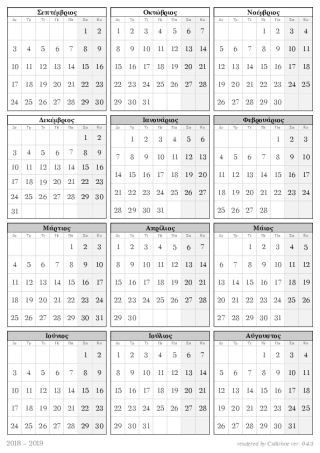 Σεπτέμβριος
Δε Τρ Τε Πε Πα Σα Κυ
1 2
3 4 5 6 7 8 9
10 11 12 13 14 15 16
17 18 19 20 21 22 23
24 25 26 27 28 29 30
Οκτώβριος
Δε Τρ Τε Πε Πα Σα Κυ
1 2 3 4 5 6 7
8 9 10 11 12 13 14
15 16 17 18 19 20 21
22 23 24 25 26 27 28
29 30 31
Νοέμβριος
Δε Τρ Τε Πε Πα Σα Κυ
1 2 3 4
5 6 7 8 9 10 11
12 13 14 15 16 17 18
19 20 21 22 23 24 25
26 27 28 29 30
Δεκέμβριος
Δε Τρ Τε Πε Πα Σα Κυ
1 2
3 4 5 6 7 8 9
10 11 12 13 14 15 16
17 18 19 20 21 22 23
24 25 26 27 28 29 30
31
Ιανουάριος
Δε Τρ Τε Πε Πα Σα Κυ
1 2 3 4 5 6
7 8 9 10 11 12 13
14 15 16 17 18 19 20
21 22 23 24 25 26 27
28 29 30 31
Φεβρουάριος
Δε Τρ Τε Πε Πα Σα Κυ
1 2 3
4 5 6 7 8 9 10
11 12 13 14 15 16 17
18 19 20 21 22 23 24
25 26 27 28
Μάρτιος
Δε Τρ Τε Πε Πα Σα Κυ
1 2 3
4 5 6 7 8 9 10
11 12 13 14 15 16 17
18 19 20 21 22 23 24
25 26 27 28 29 30 31
Απρίλιος
Δε Τρ Τε Πε Πα Σα Κυ
1 2 3 4 5 6 7
8 9 10 11 12 13 14
15 16 17 18 19 20 21
22 23 24 25 26 27 28
29 30
Μάιος
Δε Τρ Τε Πε Πα Σα Κυ
1 2 3 4 5
6 7 8 9 10 11 12
13 14 15 16 17 18 19
20 21 22 23 24 25 26
27 28 29 30 31
Ιούνιος
Δε Τρ Τε Πε Πα Σα Κυ
1 2
3 4 5 6 7 8 9
10 11 12 13 14 15 16
17 18 19 20 21 22 23
24 25 26 27 28 29 30
Ιούλιος
Δε Τρ Τε Πε Πα Σα Κυ
1 2 3 4 5 6 7
8 9 10 11 12 13 14
15 16 17 18 19 20 21
22 23 24 25 26 27 28
29 30 31
Αύγουστος
Δε Τρ Τε Πε Πα Σα Κυ
1 2 3 4
5 6 7 8 9 10 11
12 13 14 15 16 17 18
19 20 21 22 23 24 25
26 27 28 29 30 31
2018 – 2019
rendered by Calirhoe ver. 0.4.3